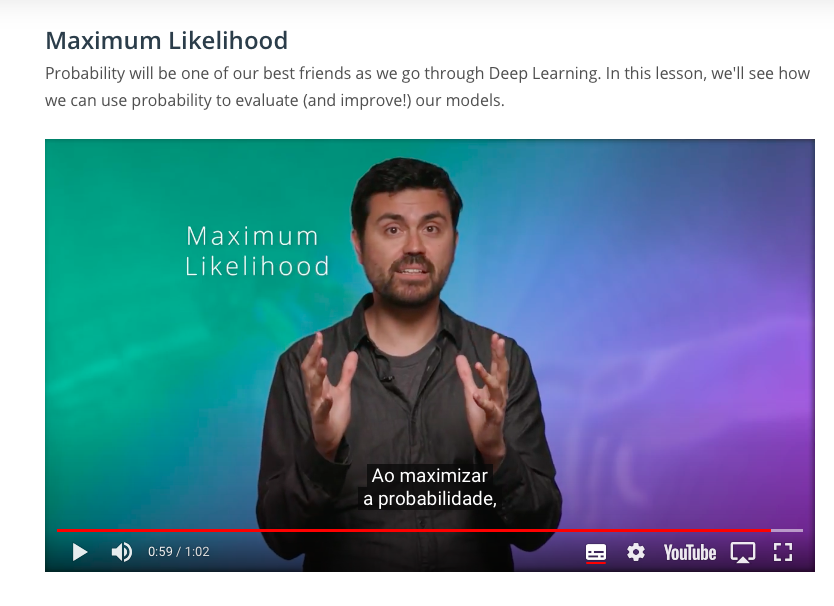 Maximum Likelihood
Probability will be one of our best friends as we go through Deep Learning. In this lesson, we'll see how
we can use probability to evaluate (and improve!) our models.
Maximum
Likelihood
Ao maximizar
a probabilidade,
0:59 / 1:02
YouTube